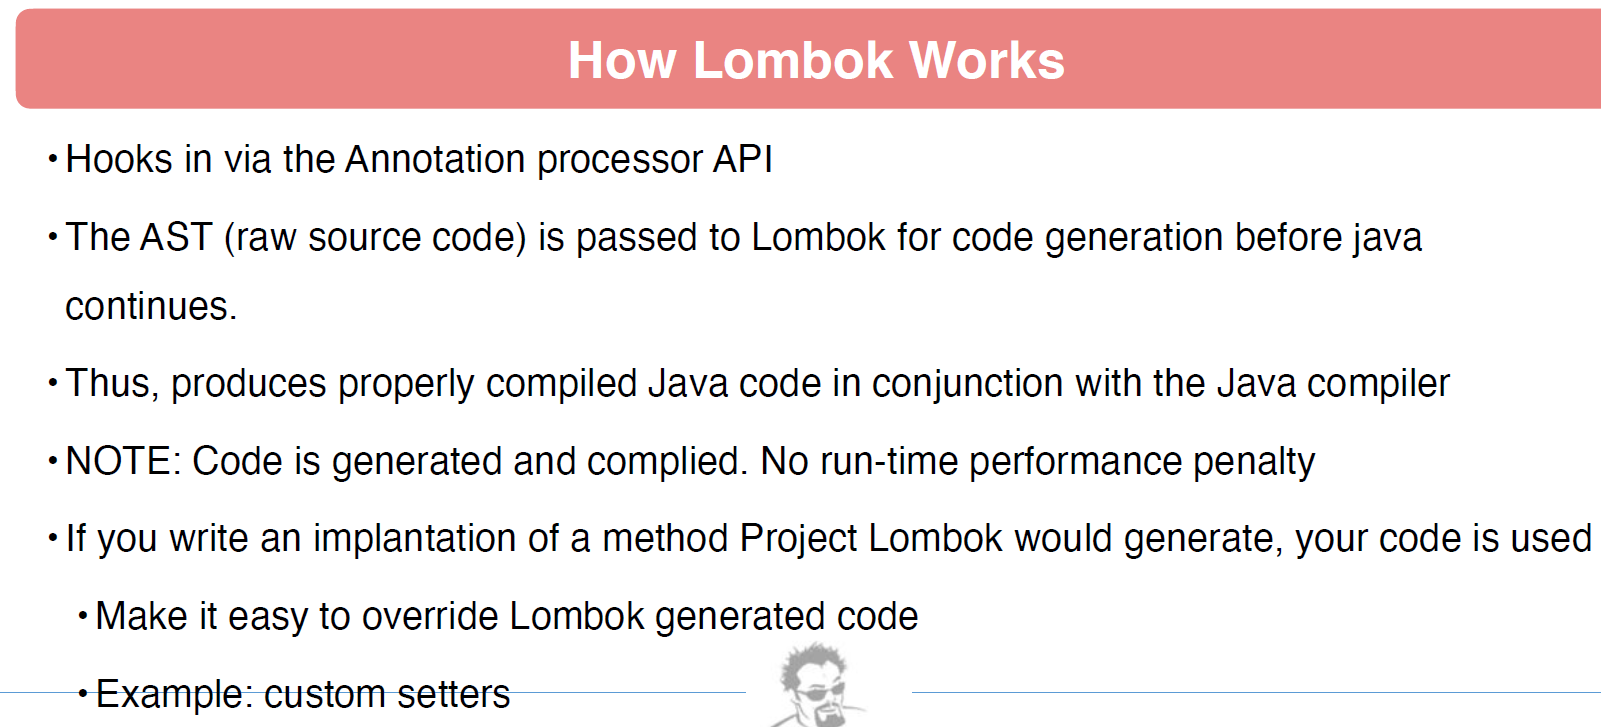 How Lombok Works
• Hooks in via the Annotation processor API
• The AST (raw source code) is passed to Lombok for code generation before java
continues.
• Thus, produces properly compiled Java code in conjunction with the Java compiler
• NOTE: Code is generated and complied. No run-time performance penalty
• If you write an implantation of a method Project Lombok would generate, your code is used
• Make it easy to override Lombok generated code
• Example: custom setters